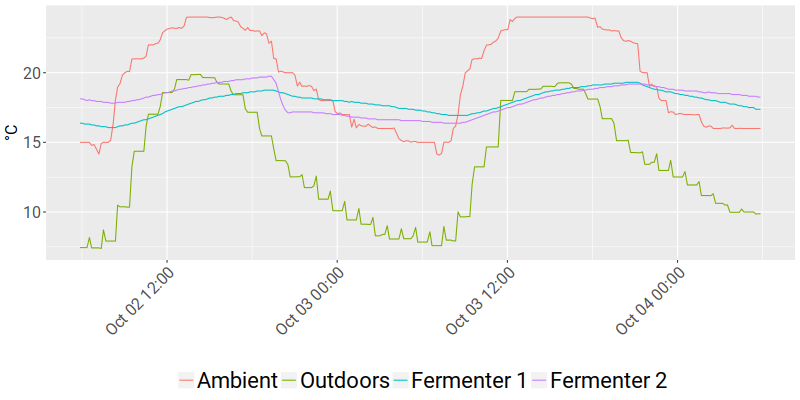 °C
20
15
10
Oct 02 12:00
Oct 03 00:00
Oct 03 12:00
Oct 04 00:00
Ambient Outdoors Fermenter 1 Fermenter 2